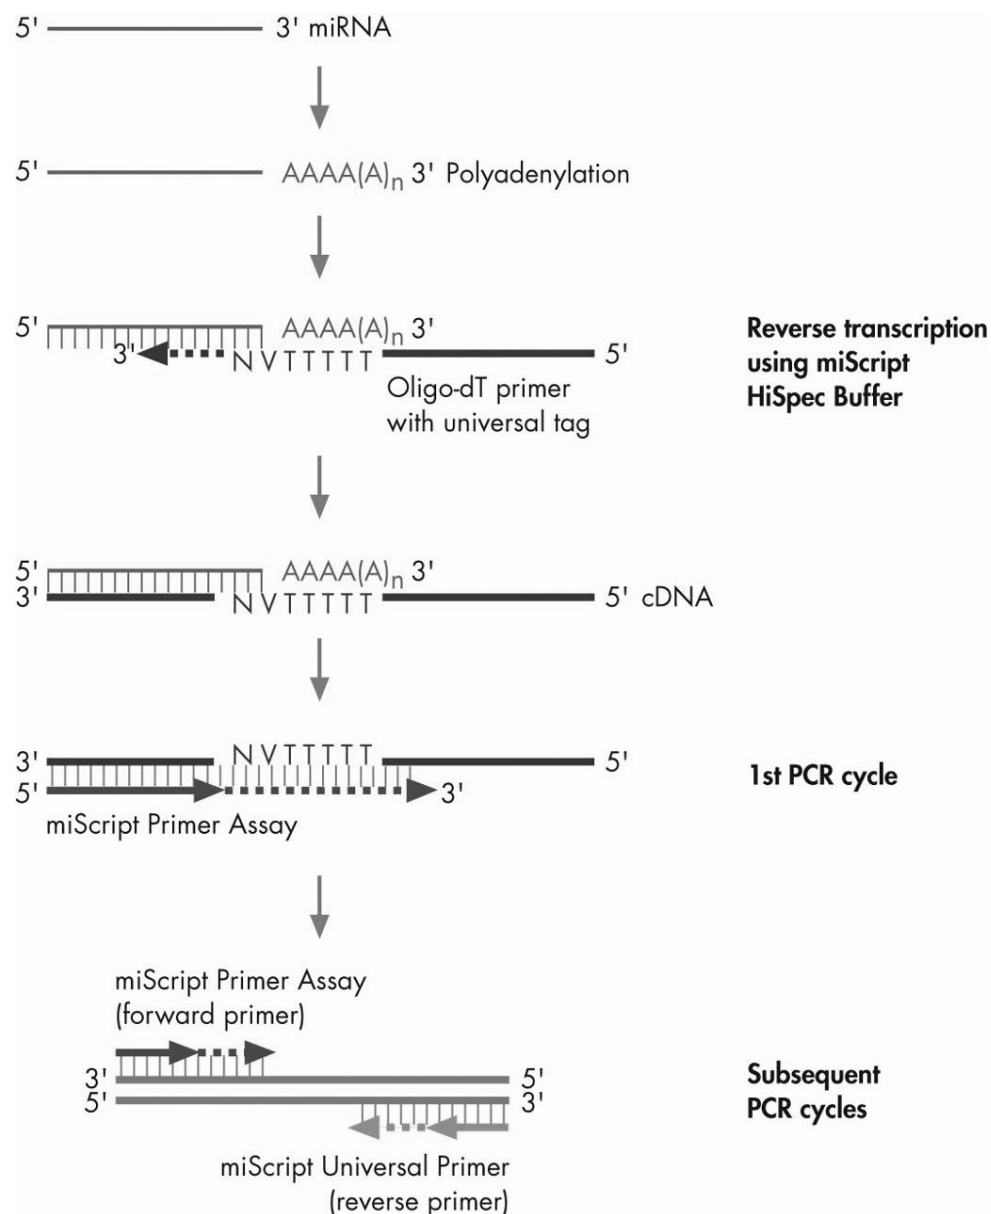 5' 3' miRNA
5' AAAA(A)n 3' Polyadenylation
5' AAAA(A)n 3'
3' N V T T T T T 5'
Oligo-dT primer
with universal tag
Reverse transcription
using miScript
HiSpec Buffer
5' AAAA(A)n 3'
3' N V T T T T T 5' cDNA
3' N V T T T T T 5'
5' 3'
miScript Primer Assay
1st PCR cycle
miScript Primer Assay
(forward primer)
3' 5'
5' 3'
miScript Universal Primer
(reverse primer)
Subsequent
PCR cycles